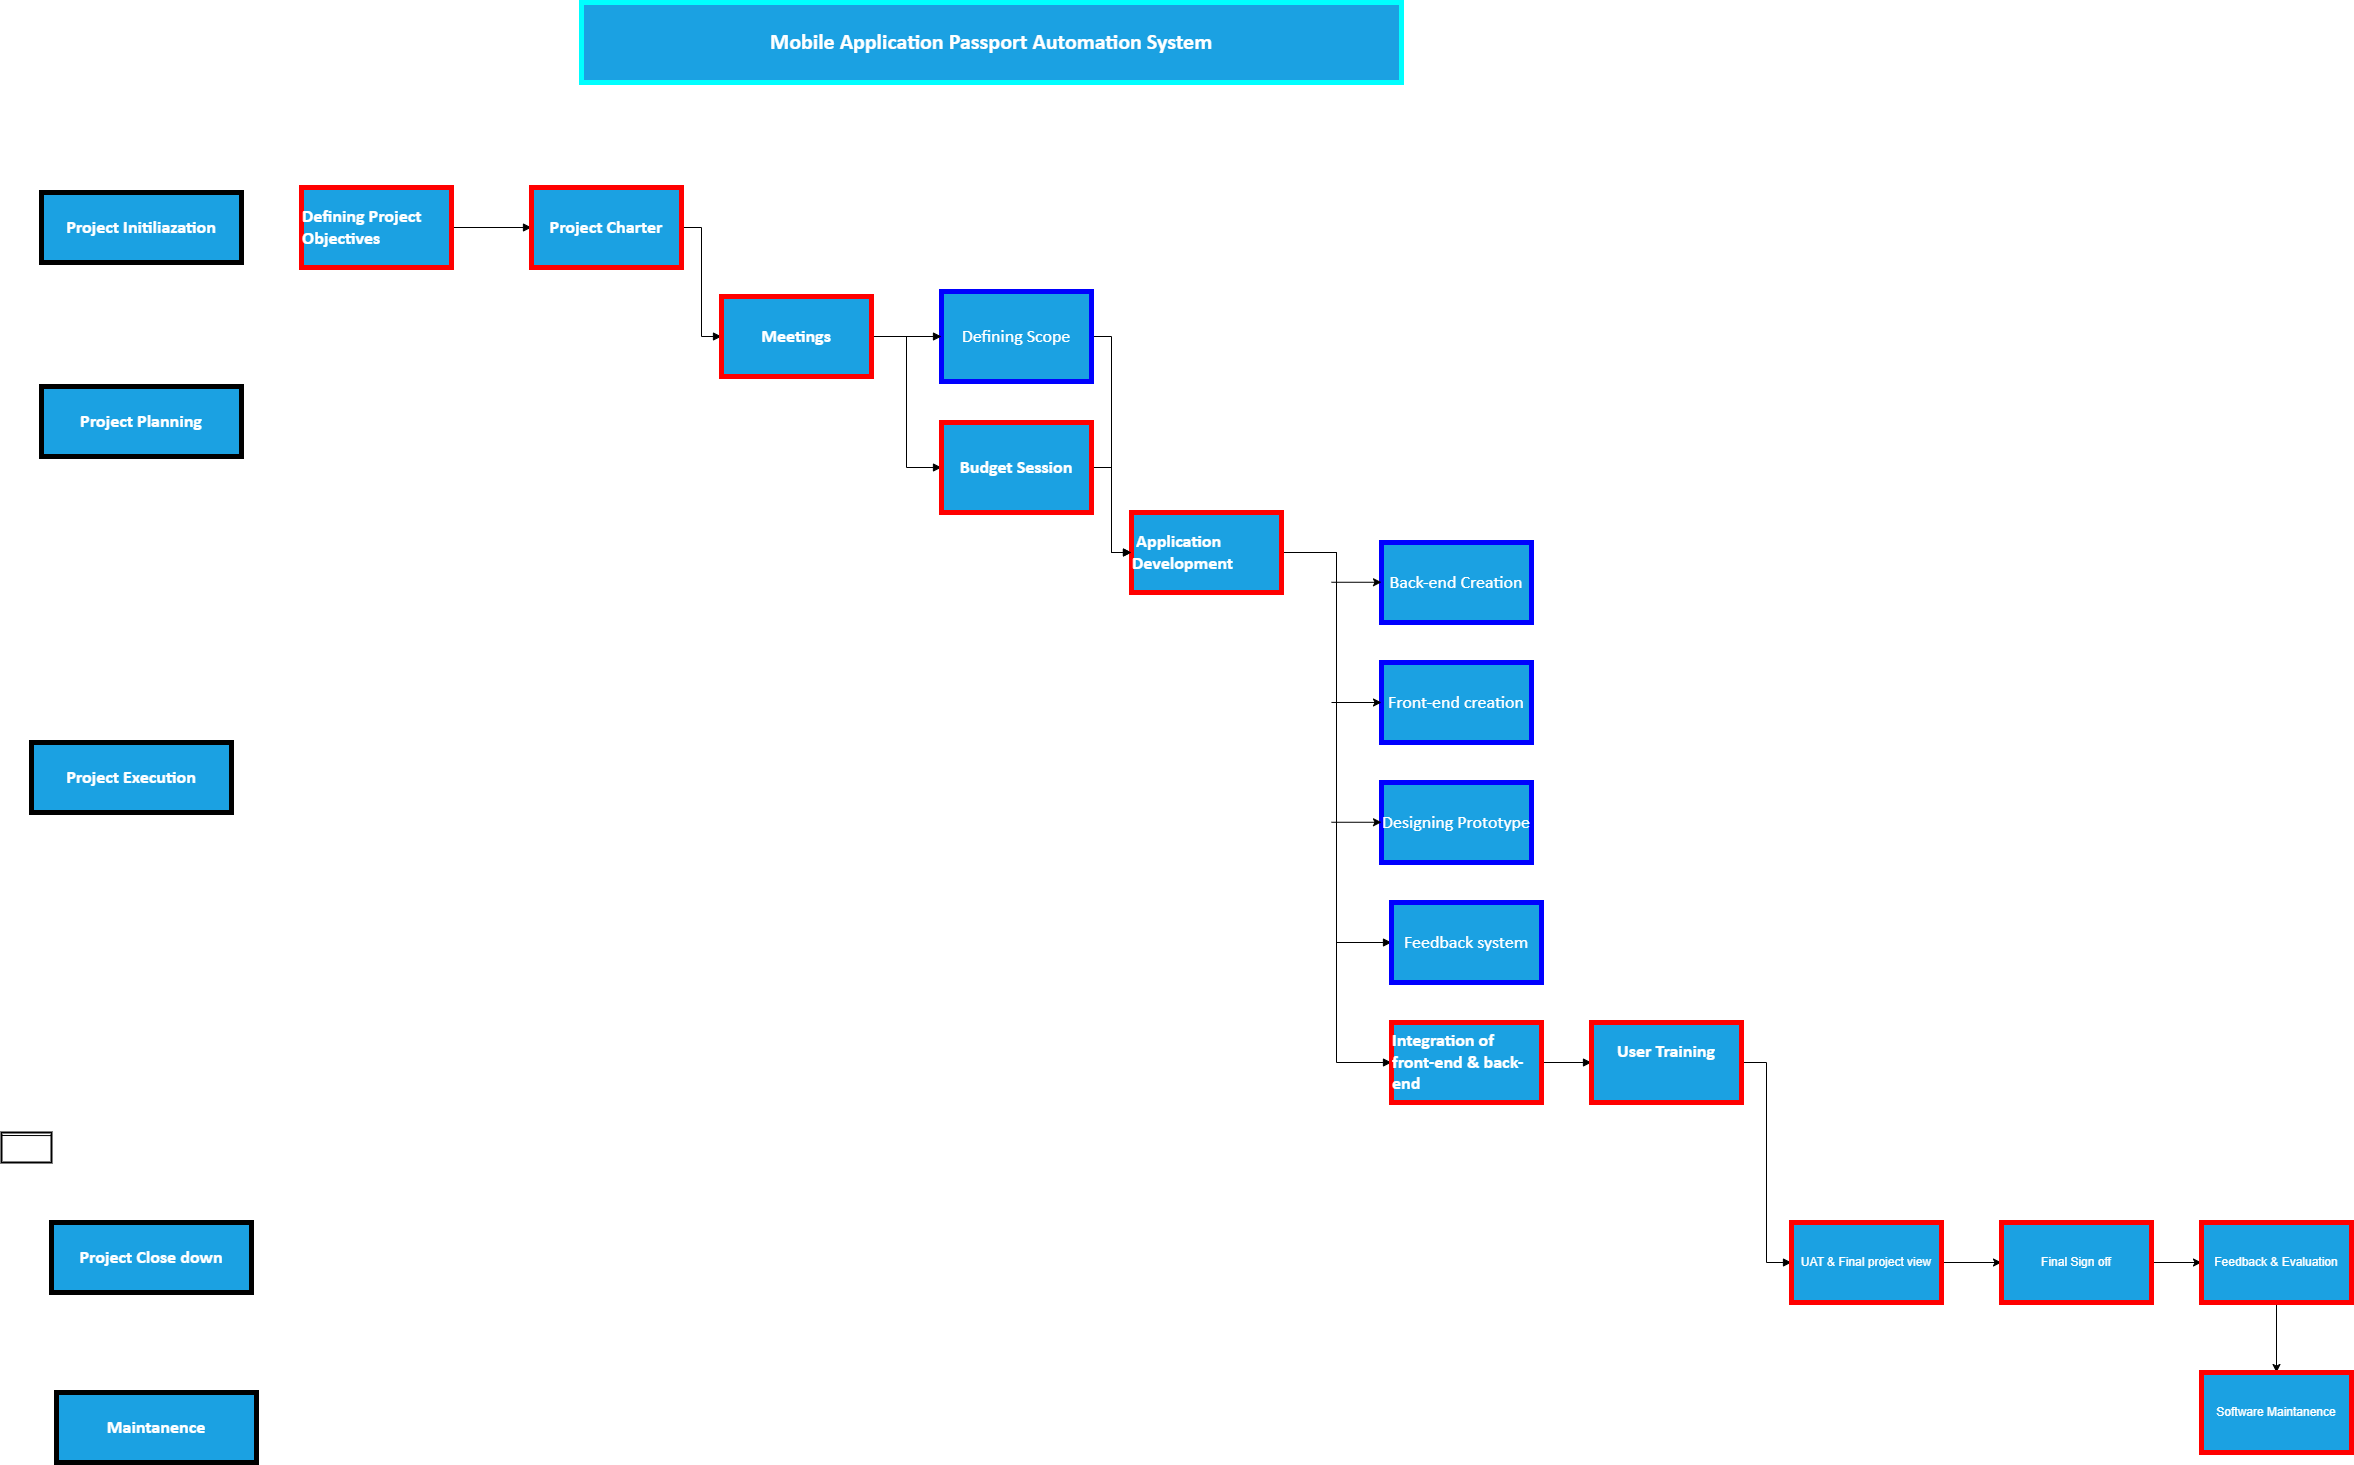 Mobile Application Passport Automation System
Project Initiliazation
Defining Project
Objectives
Project Charter
Meetings
Defining Scope
Project Planning
Budget Session
Application
Development
Back-end Creation
Front-end creation
Project Execution
Designing Prototype
Feedback system
Integration of
front-end & back-
end
User Training
Project Close down
UAT & Final project view
Final Sign off
Feedback & Evaluation
Maintanence
Software Maintanence